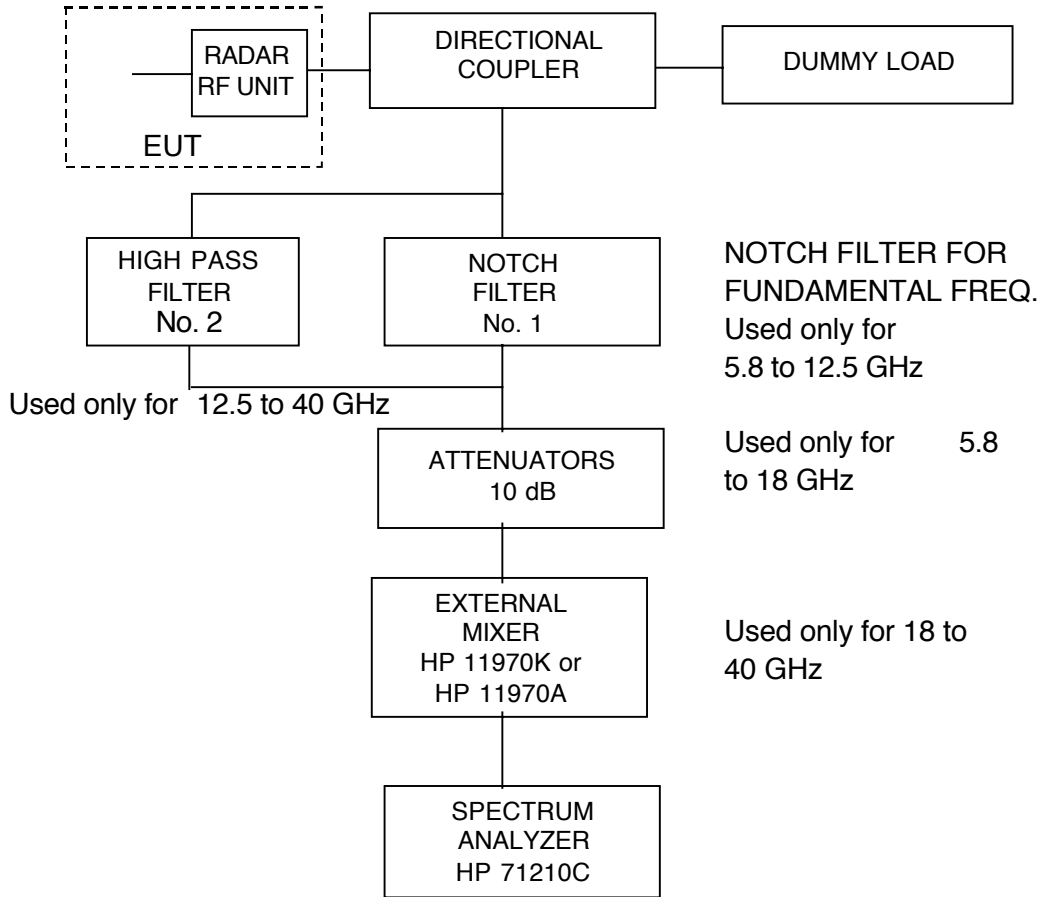 RADAR
RF UNIT
EUT
DIRECTIONAL
COUPLER
DUMMY LOAD
HIGH PASS
FILTER
No. 2
NOTCH
FILTER
No. 1
NOTCH FILTER FOR
FUNDAMENTAL FREQ.
Used only for
5.8 to 12.5 GHz
Used only for 12.5 to 40 GHz
ATTENUATORS
10 dB
Used only for 5.8
to 18 GHz
EXTERNAL
MIXER
HP 11970K or
HP 11970A
Used only for 18 to
40 GHz
SPECTRUM
ANALYZER
HP 71210C